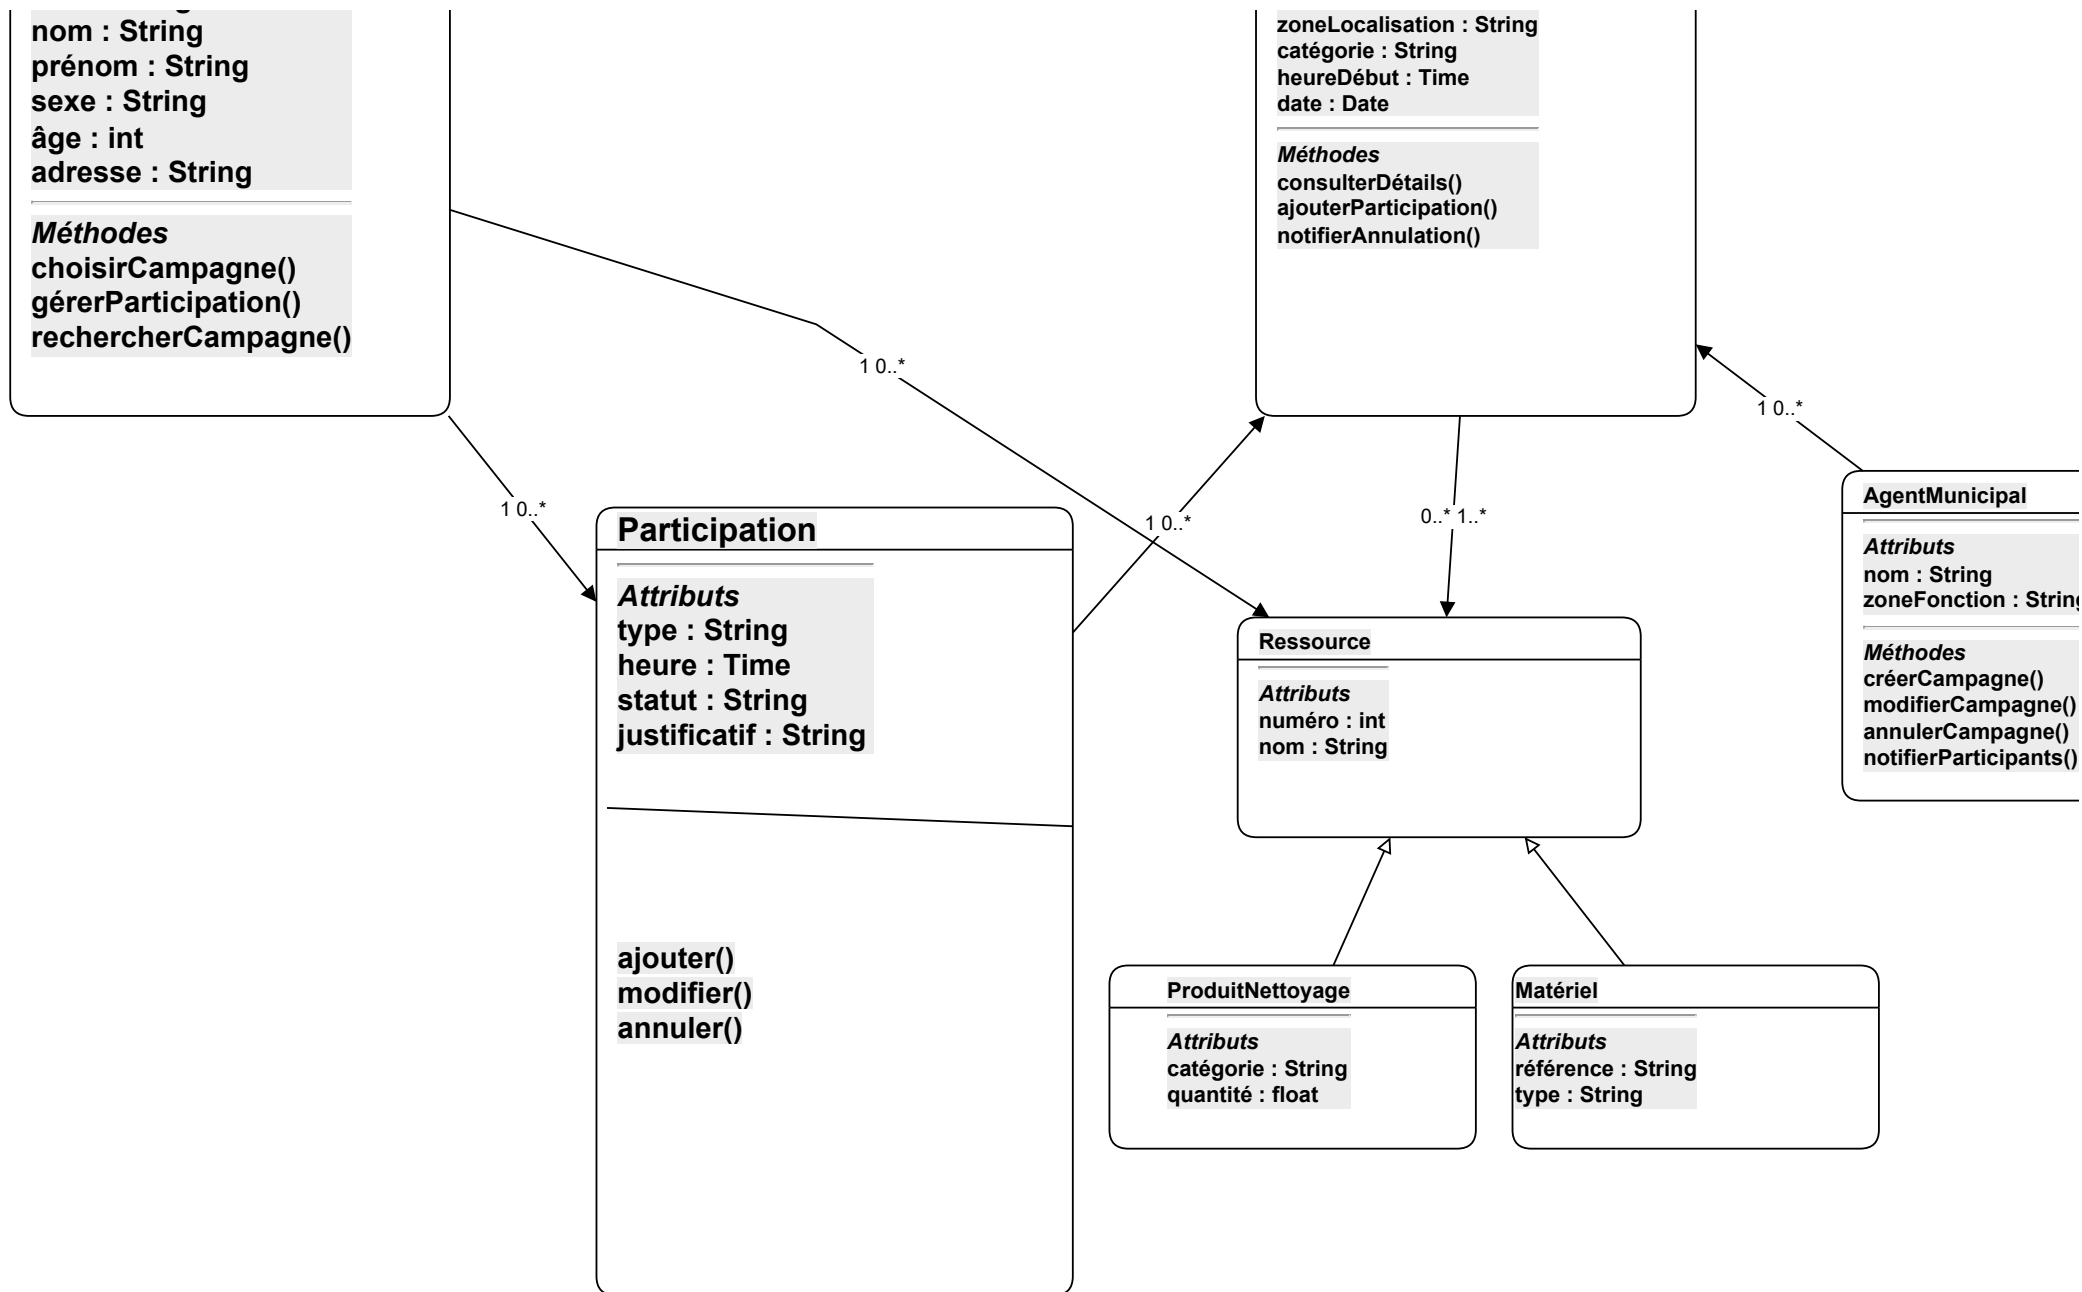 nom : String
prénom : String
sexe : String
âge : int
adresse : String
Méthodes
choisirCampagne()
gérerParticipation()
rechercherCampagne()
zoneLocalisation : String
catégorie : String
heureDébut : Time
date : Date
Méthodes
consulterDétails()
ajouterParticipation()
notifierAnnulation()
1 0..*
1 0..*
1 0..*
1 0..*
0..* 1..*
Participation
Attributs
type : String
heure : Time
statut : String
justificatif : String
ajouter()
modifier()
annuler()
Ressource
Attributs
numéro : int
nom : String
AgentMunicipal
Attributs
nom : String
zoneFonction : String
Méthodes
créerCampagne()
modifierCampagne()
annulerCampagne()
notifierParticipants()
ProduitNettoyage
Attributs
catégorie : String
quantité : float
Matériel
Attributs
référence : String
type : String